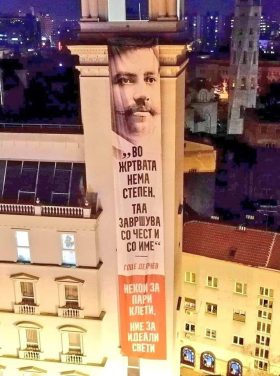 „ВО
ЖРТВАТА
НЕМА
СТЕПЕН,
ТАА
ЗАВРШУВА
СО ЧЕСТ И
СО ИМЕ“
ГОЦЕ ДЕЛЧЕВ
НЕКОИ ЗА
ПАРИ
КЛЕТИ,
НИЕ ЗА
ИДЕАЛИ
СВЕТИ